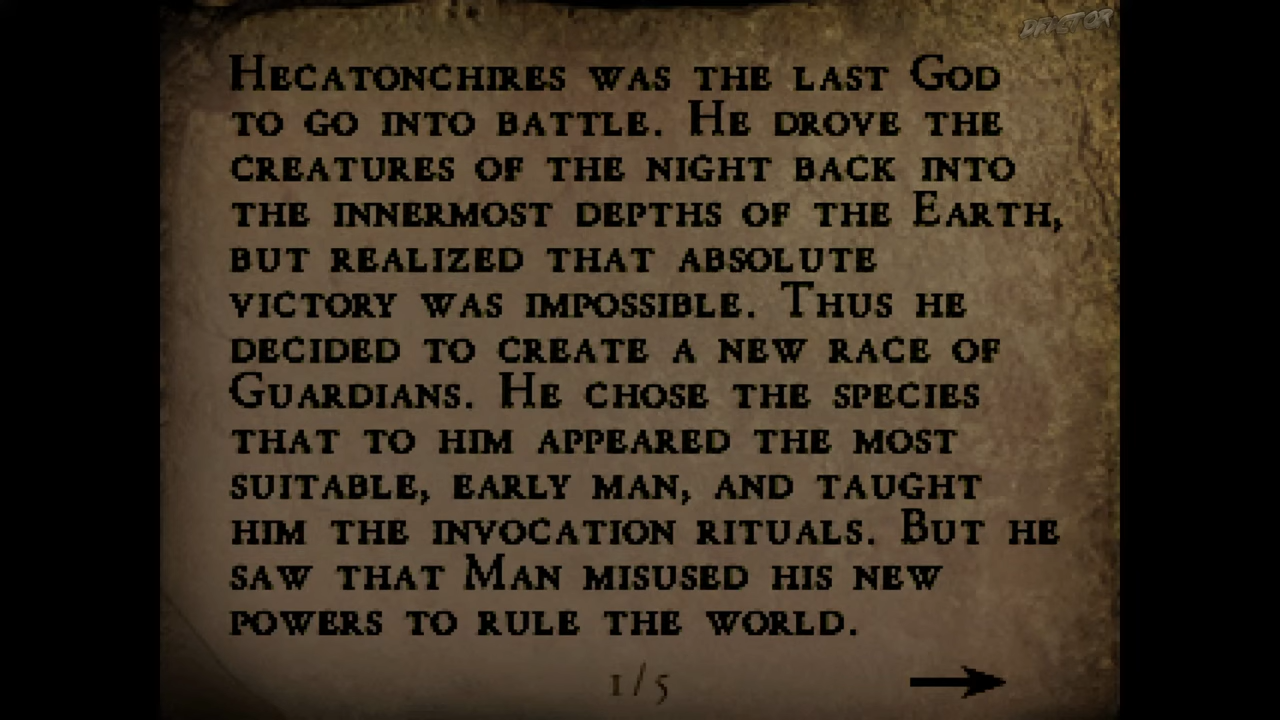 DFACTOR
Hecatonchires was the last God
to go into battle. He drove the
creatures of the night back into
the innermost depths of the Earth,
but realized that absolute
victory was impossible. Thus he
decided to create a new race of
Guardians. He chose the species
that to him appeared the most
suitable, early man, and taught
him the invocation rituals. But he
saw that Man misused his new
powers to rule the world.
1/5